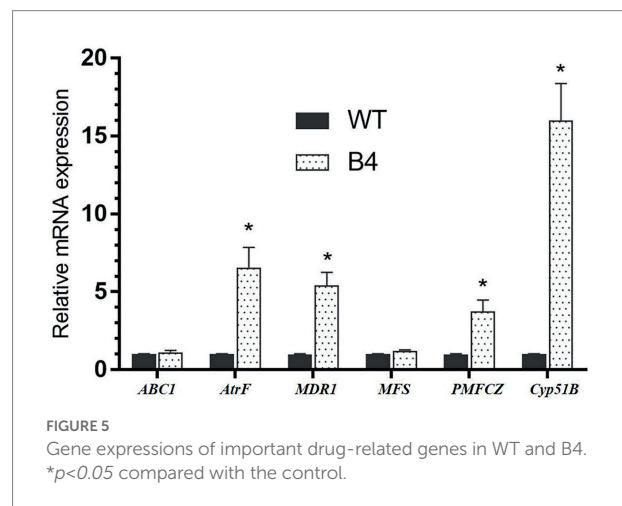 20
15
10
5
0
Relative mRNA expression
WT
B4
*
*
*
*
ABC1 AtrF MDR1 MFS PMFCZ Cyp51B
FIGURE 5
Gene expressions of important drug-related genes in WT and B4.
*p<0.05 compared with the control.